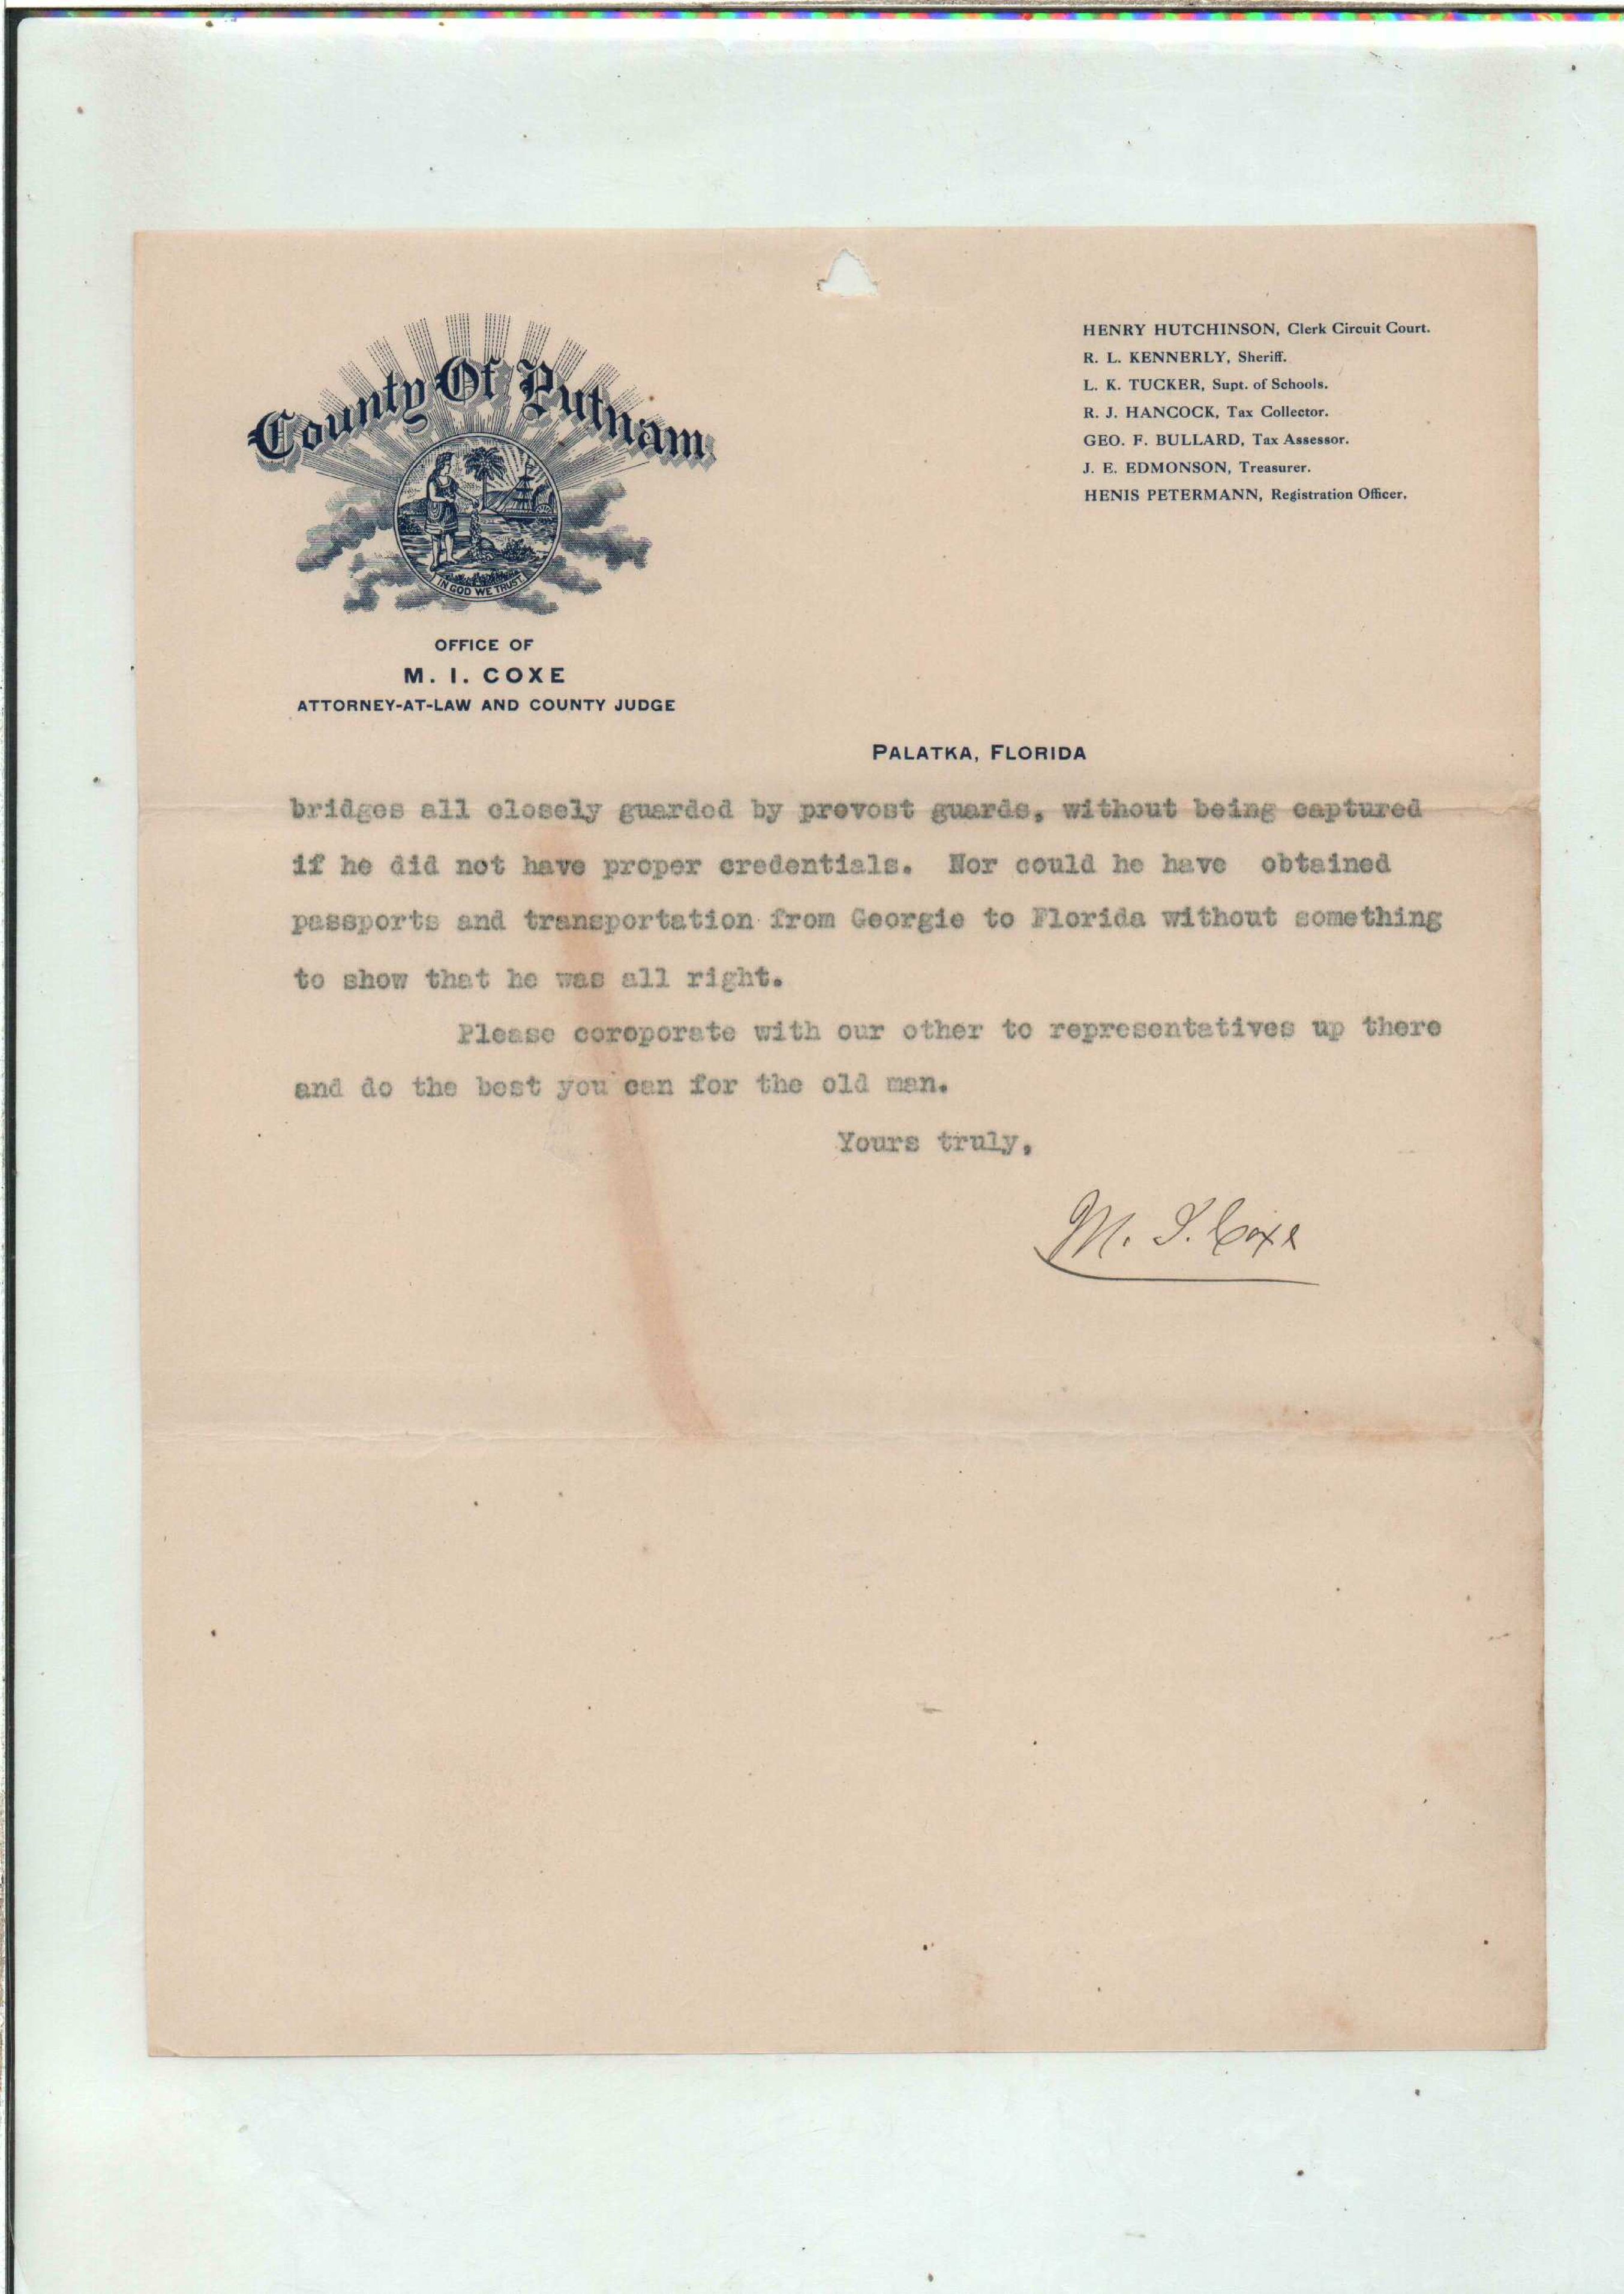 County Of Putnam
IN GOD WE TRUST
OFFICE OF
M. I. COXE
ATTORNEY-AT-LAW AND COUNTY JUDGE
HENRY HUTCHINSON, Clerk Circuit Court.
R. L. KENNERLY, Sheriff.
L. K. TUCKER, Supt. of Schools.
R. J. HANCOCK, Tax Collector.
GEO. F. BULLARD, Tax Assessor.
J. E. EDMONSON, Treasurer.
HENIS PETERMANN, Registration Officer.
PALATKA, FLORIDA
bridges all closely guarded by provost guards, without being captured
if he did not have proper credentials. Nor could he have obtained
passports and transportation from Georgie to Florida without something
to show that he was all right.
Please coroporate with our other to representatives up there
and do the best you can for the old man.
Yours truly,
M. I. Coxe